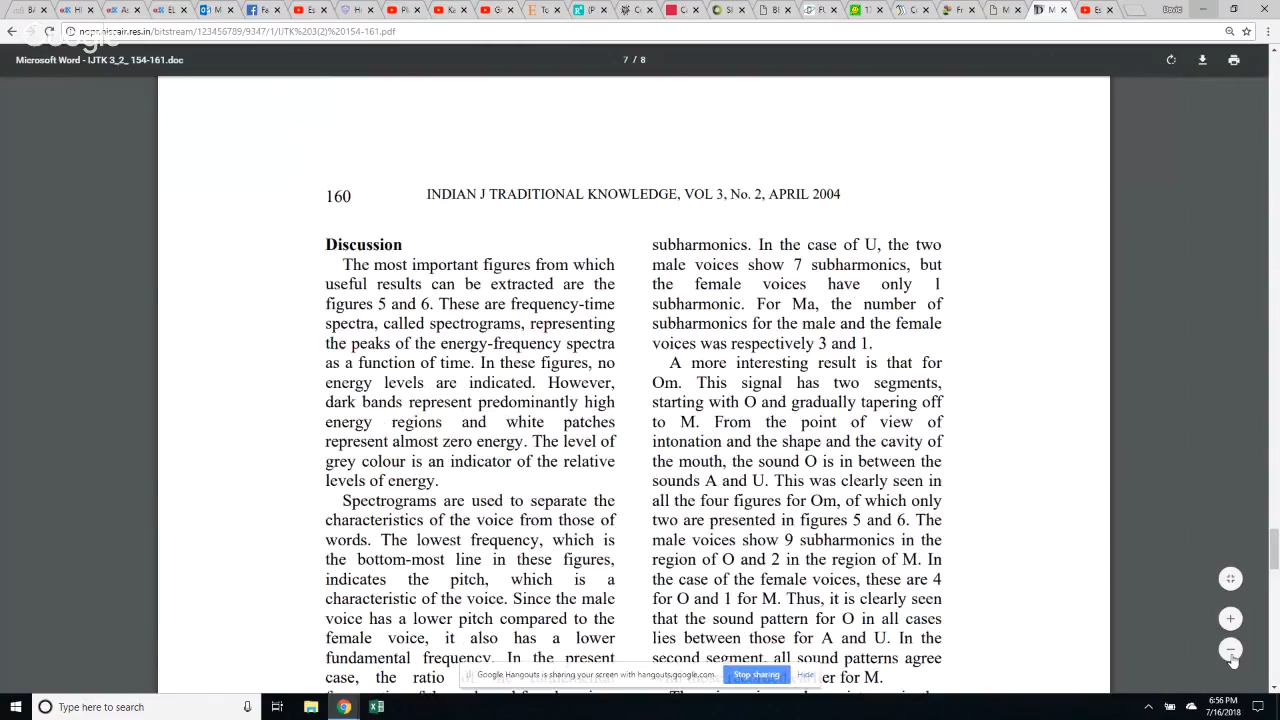 nopr.niscair.res.in/bitstream/123456789/9347/1/IJTK%203(2)%20154-161.pdf
Microsoft Word - IJTK 3_2_ 154-161.doc
7 / 8
160
INDIAN J TRADITIONAL KNOWLEDGE, VOL 3, No. 2, APRIL 2004
Discussion
The most important figures from which
useful results can be extracted are the
figures 5 and 6. These are frequency-time
spectra, called spectrograms, representing
the peaks of the energy-frequency spectra
as a function of time. In these figures, no
energy levels are indicated. However,
dark bands represent predominantly high
energy regions and white patches
represent almost zero energy. The level of
grey colour is an indicator of the relative
levels of energy.
Spectrograms are used to separate the
characteristics of the voice from those of
words. The lowest frequency, which is
the bottom-most line in these figures,
indicates the pitch, which is a
characteristic of the voice. Since the male
voice has a lower pitch compared to the
female voice, it also has a lower
fundamental frequency. In the present
case, the ratio
subharmonics. In the case of U, the two
male voices show 7 subharmonics, but
the female voices have only 1
subharmonic. For Ma, the number of
subharmonics for the male and the female
voices was respectively 3 and 1.
A more interesting result is that for
Om. This signal has two segments,
starting with O and gradually tapering off
to M. From the point of view of
intonation and the shape and the cavity of
the mouth, the sound O is in between the
sounds A and U. This was clearly seen in
all the four figures for Om, of which only
two are presented in figures 5 and 6. The
male voices show 9 subharmonics in the
region of O and 2 in the region of M. In
the case of the female voices, these are 4
for O and 1 for M. Thus, it is clearly seen
that the sound pattern for O in all cases
lies between those for A and U. In the
second segment, all sound patterns agree
er for M.
Google Hangouts is sharing your screen with hangouts.google.com.
Stop sharing
Hide
Type here to search
6:56 PM
7/16/2018